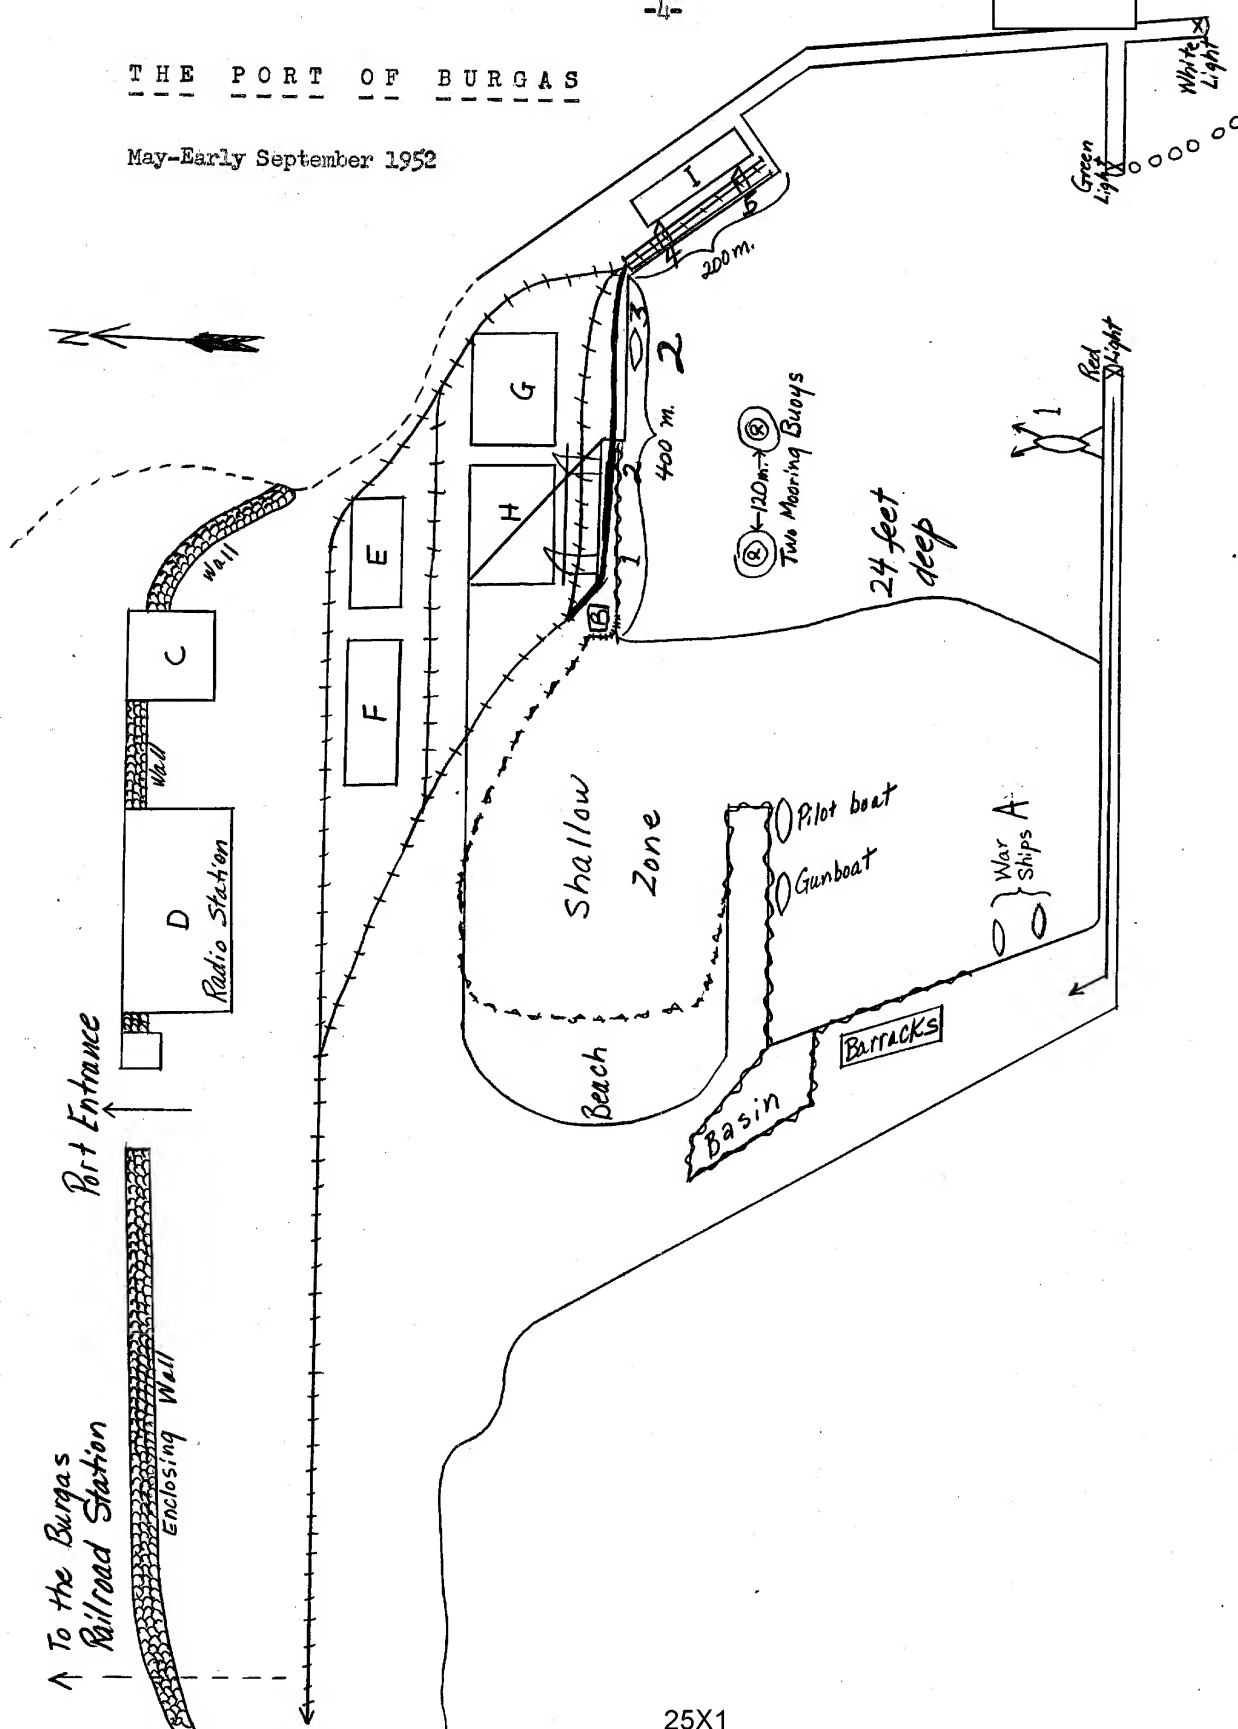 -4-
THE PORT OF BURGAS
May-Early September 1952
White
Light
Green
Light
I
5
4
200 m.
N
3
2
G
400 m.
2
H
1
B
Red
Light
1
120m.
Two Mooring Buoys
24 feet
deep
E
F
Wall
C
Wall
D
Radio Station
Shallow
Zone
Pilot boat
Gunboat
War
Ships
A
Beach
Basin
Barracks
Port Entrance
Enclosing Wall
To the Burgas
Railroad Station
25X1